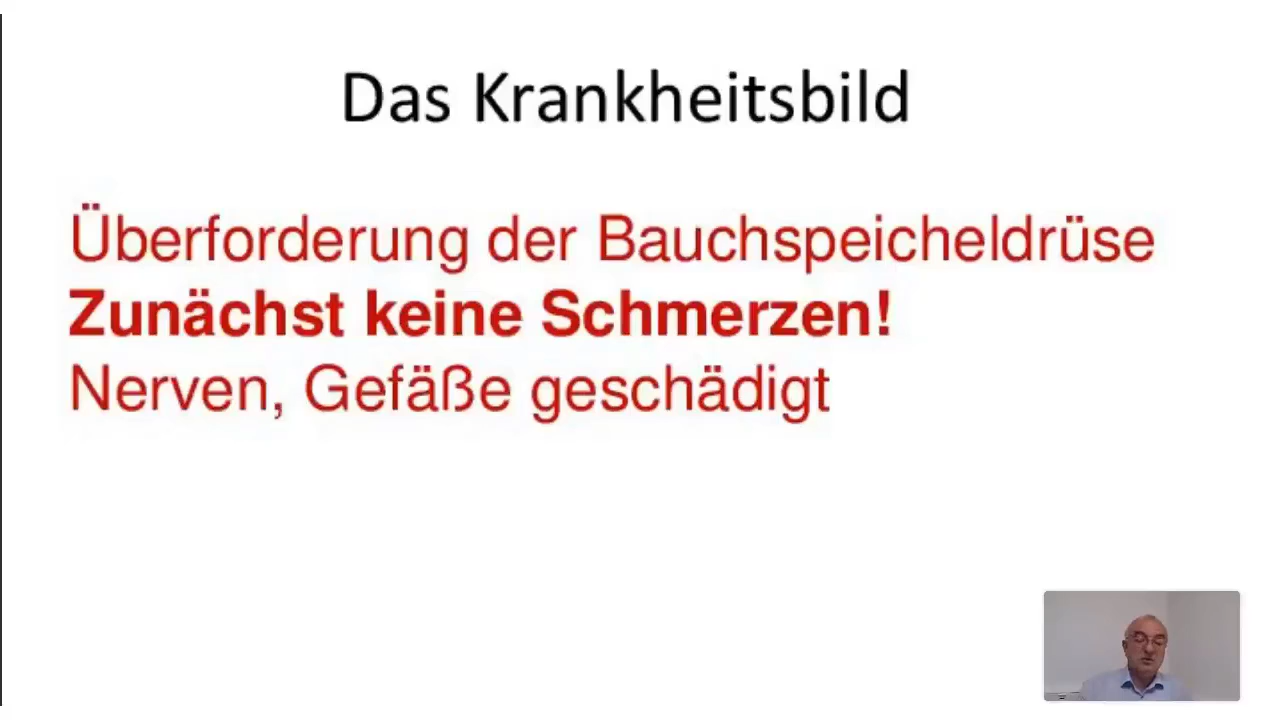 Das Krankheitsbild
Überforderung der Bauchspeicheldrüse
Zunächst keine Schmerzen!
Nerven, Gefäße geschädigt